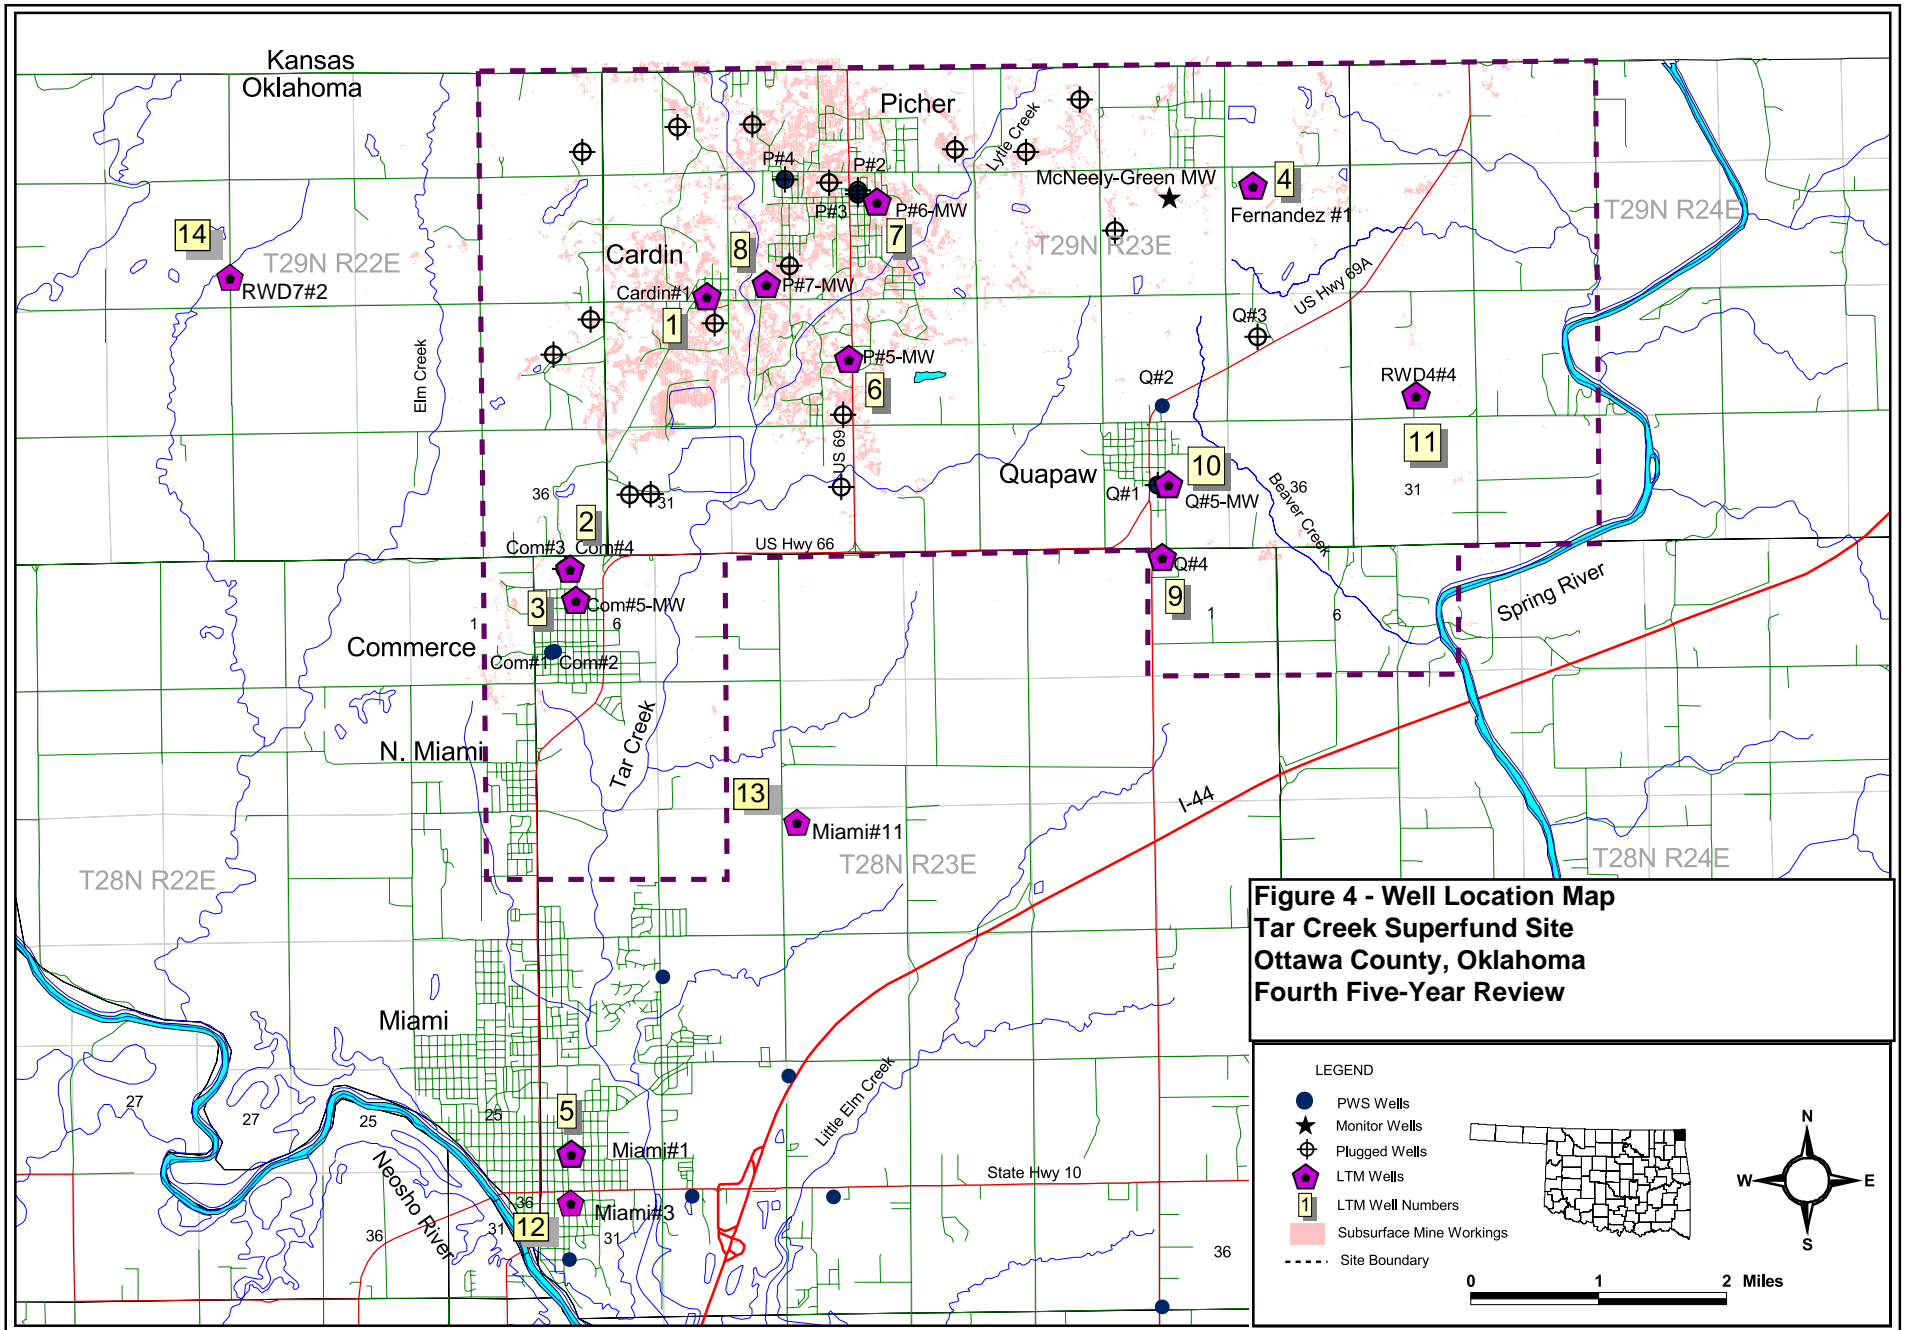 Kansas
Oklahoma
Picher
Lytle Creek
P#4
P#2
McNeely-Green MW
4
P#3
P#6-MW
Fernandez #1
T29N R24E
14
7
8
Cardin
T29N R23E
T29N R22E
RWD7#2
Cardin#1
P#7-MW
US Hwy 69A
1
Q#3
Elm Creek
P#5-MW
6
Q#2
RWD4#4
US 69
11
Quapaw
10
36
31
Q#1
Q#5-MW
36
31
Beaver Creek
2
Com#3
Com#4
US Hwy 66
Q#4
Spring River
3
Com#5-MW
9
1
6
1
6
Commerce
Com#1
Com#2
Tar Creek
N. Miami
13
I-44
Miami#11
T28N R22E
T28N R23E
T28N R24E
Figure 4 - Well Location Map
Tar Creek Superfund Site
Ottawa County, Oklahoma
Fourth Five-Year Review
Miami
27
27
25
25
5
Little Elm Creek
Miami#1
Neosho River
State Hwy 10
36
Miami#3
12
31
31
36
36
LEGEND
PWS Wells
Monitor Wells
Plugged Wells
LTM Wells
1
LTM Well Numbers
Subsurface Mine Workings
Site Boundary
N
W
E
S
0
1
2 Miles